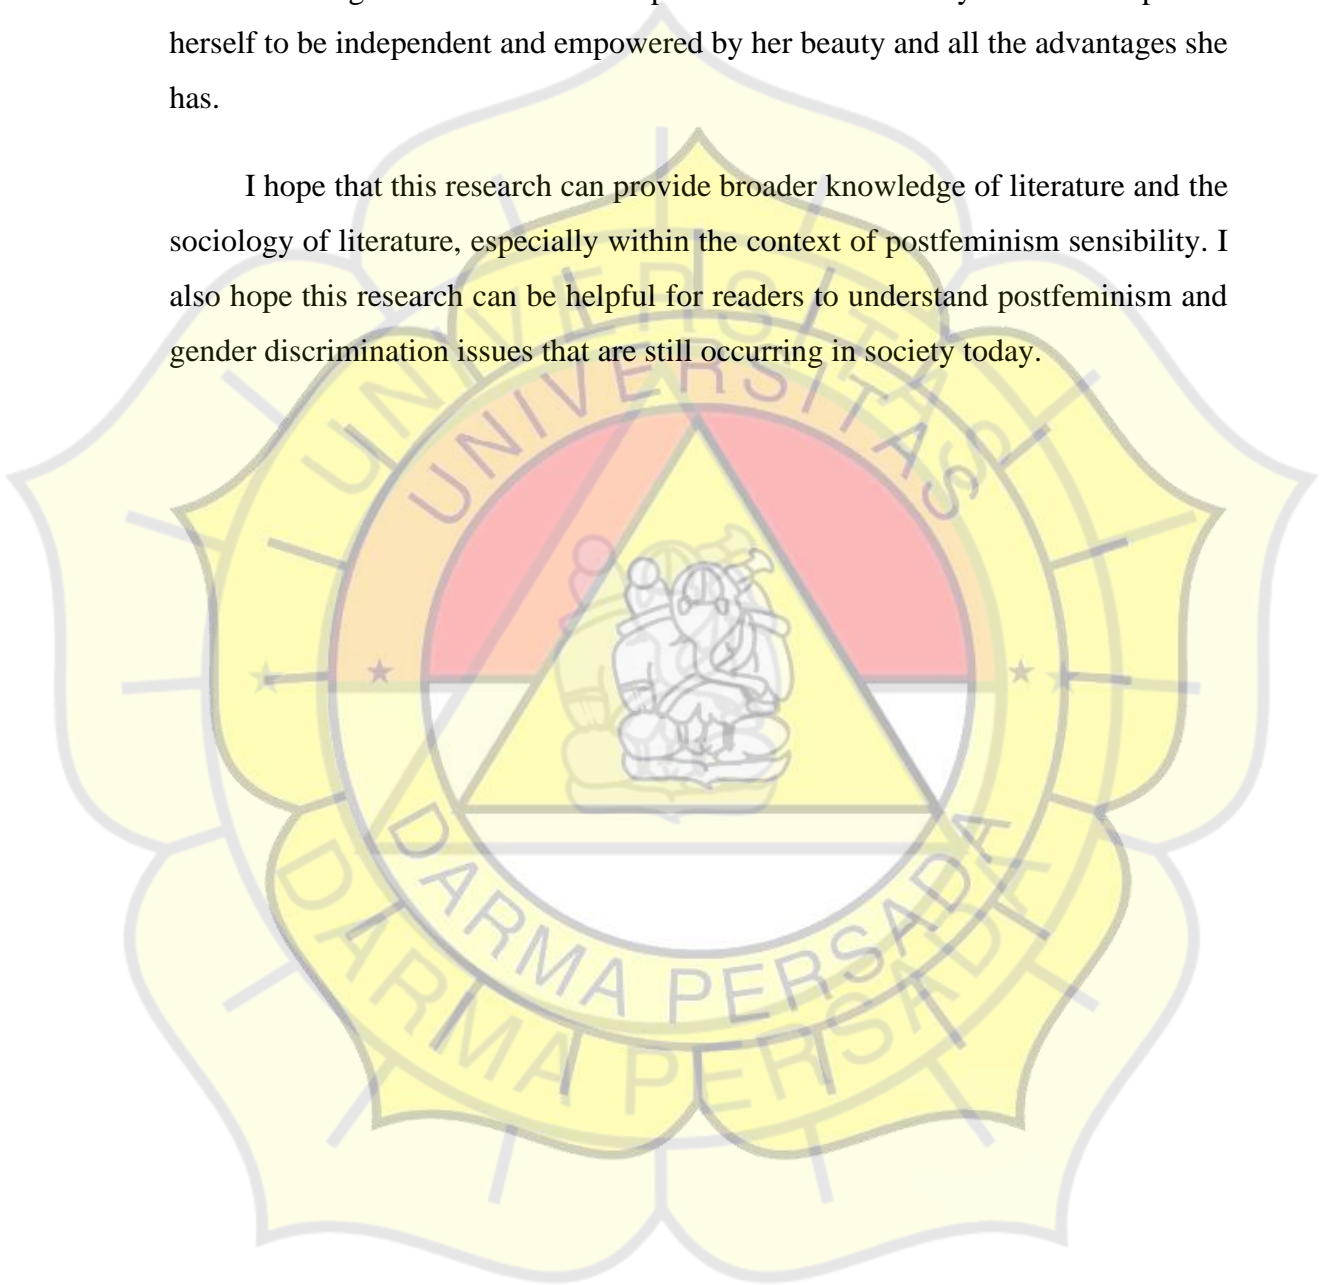 herself to be independent and empowered by her beauty and all the advantages she
has.
I hope that this research can provide broader knowledge of literature and the
sociology of literature, especially within the context of postfeminism sensibility. I
also hope this research can be helpful for readers to understand postfeminism and
gender discrimination issues that are still occurring in society today.
UNIVERSITAS
UNIVERSITAS
DARMA PERSADA
DARMA PERSADA